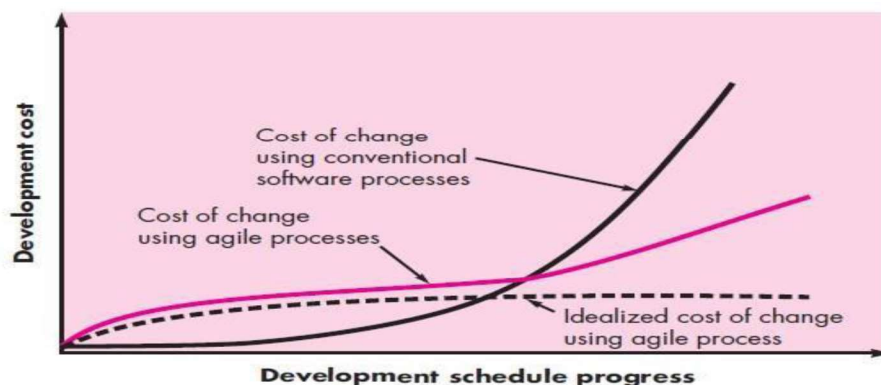 Development cost
Cost of change
using conventional
software processes
Cost of change
using agile processes
Idealized cost of change
using agile process
Development schedule progress